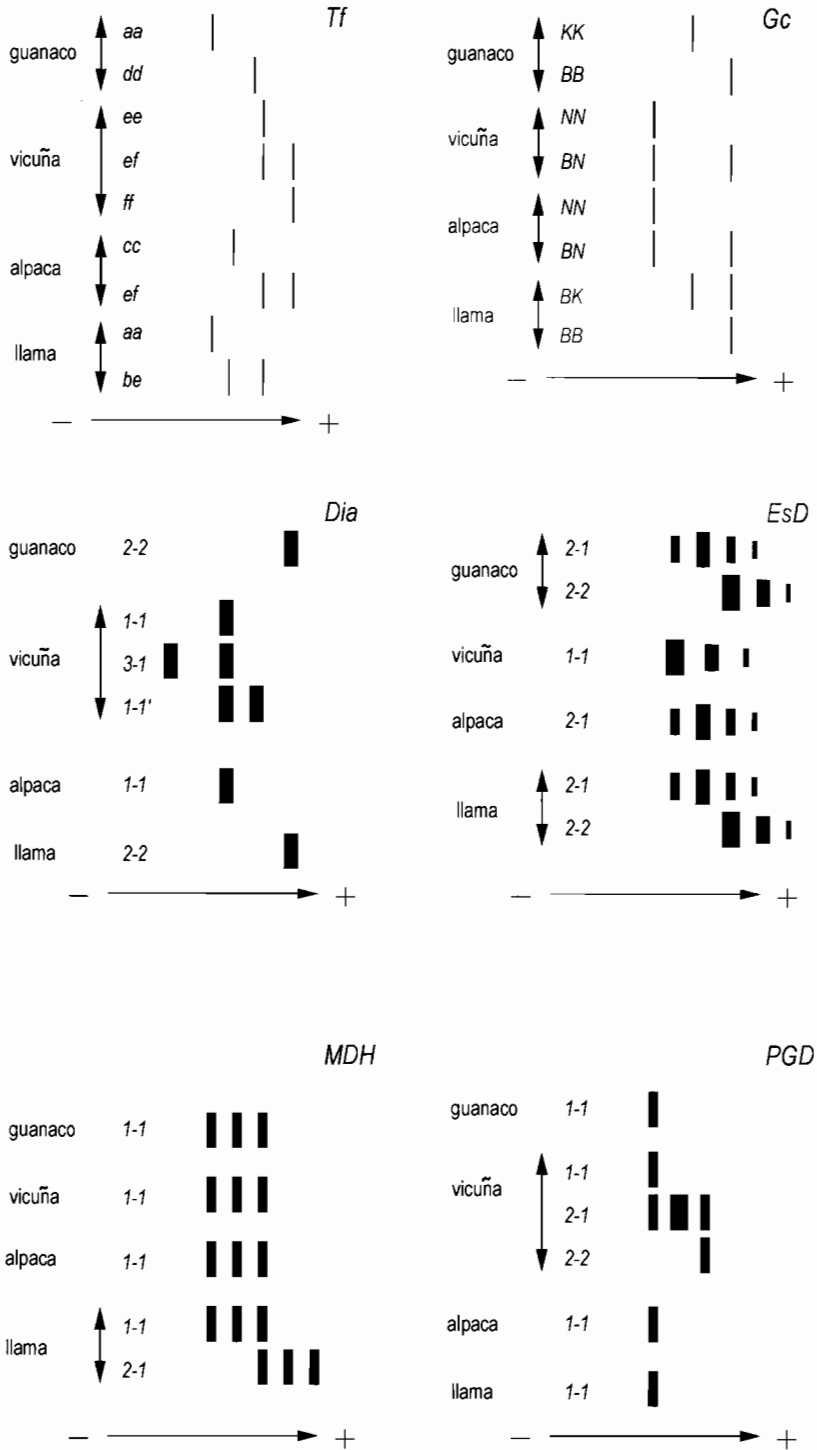 Tf
guanaco
aa
dd
vicuña
ee
ef
ff
alpaca
cc
ef
llama
aa
be
− +
Gc
guanaco
KK
BB
vicuña
NN
BN
alpaca
NN
BN
llama
BK
BB
− +
Dia
guanaco 2-2
vicuña
1-1
3-1
1-1'
alpaca 1-1
llama 2-2
− +
EsD
guanaco
2-1
2-2
vicuña 1-1
alpaca 2-1
llama
2-1
2-2
− +
MDH
guanaco 1-1
vicuña 1-1
alpaca 1-1
llama
1-1
2-1
− +
PGD
guanaco 1-1
vicuña
1-1
2-1
2-2
alpaca 1-1
llama 1-1
− +